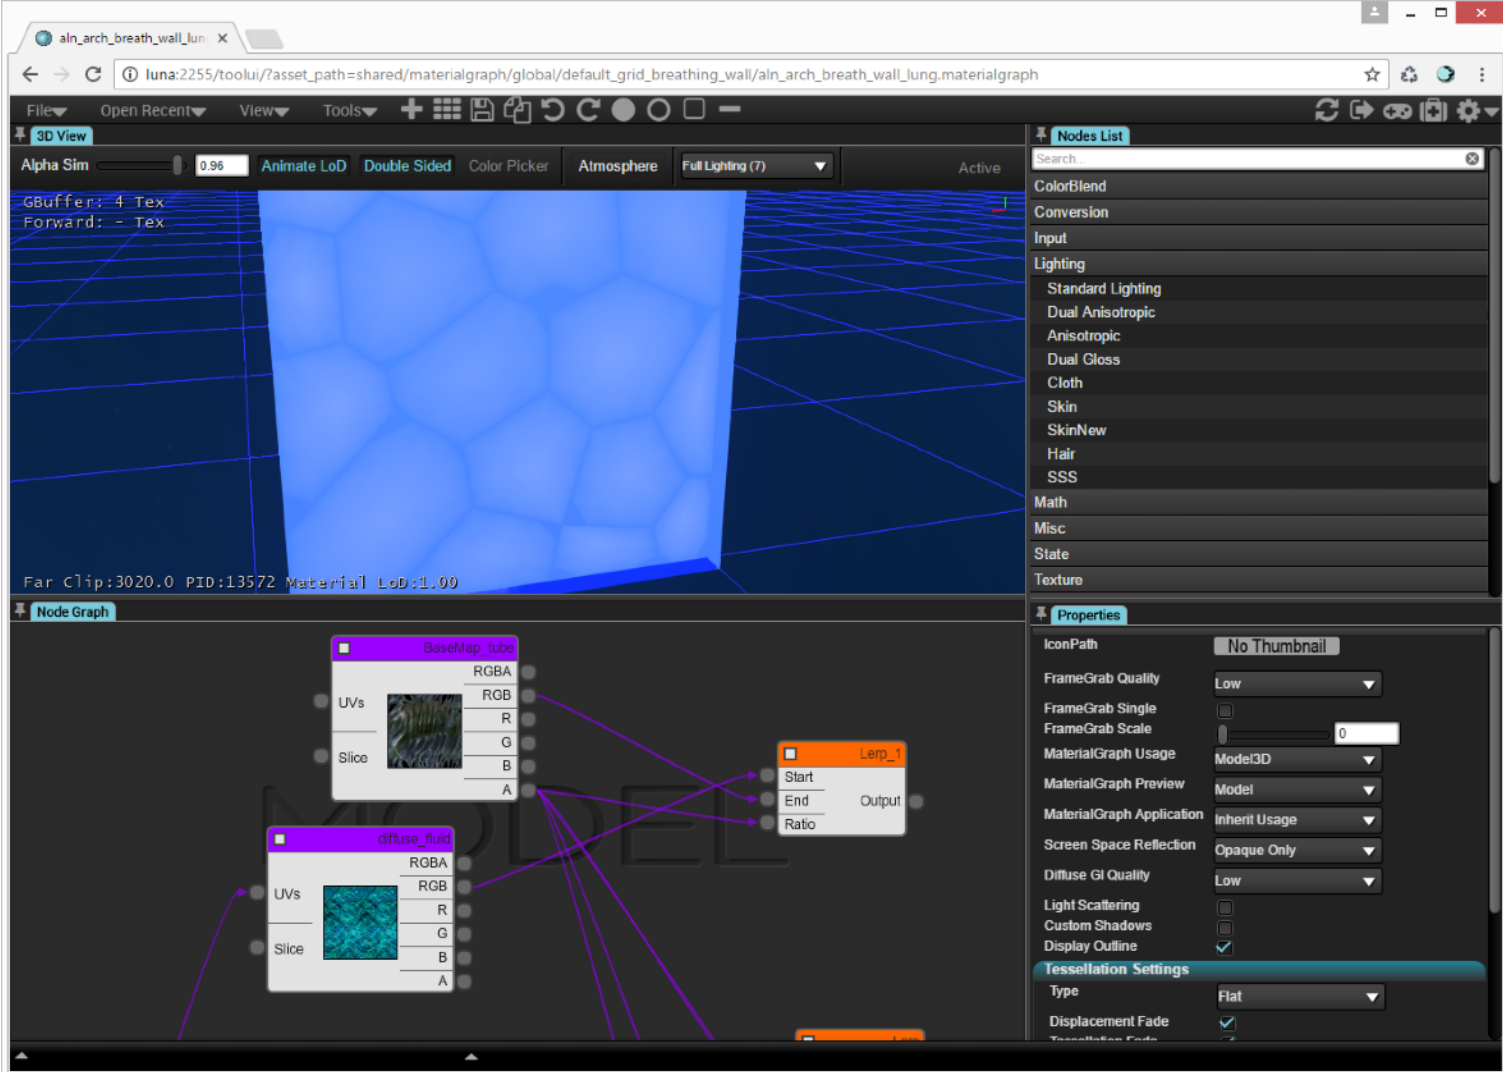 aln_arch_breath_wall_lun
luna:2255/toolui/?asset_path=shared/materialgraph/global/default_grid_breathing_wall/aln_arch_breath_wall_lung.materialgraph
File Open Recent View Tools
3D View
Alpha Sim 0.96 Animate LoD Double Sided Color Picker Atmosphere Full Lighting (7) Active
GBuffer: 4 Tex
Forward: - Tex
Far Clip:3020.0 PID:13572 Material LoD:1.00
Nodes List
Search...
ColorBlend
Conversion
Input
Lighting
Standard Lighting
Dual Anisotropic
Anisotropic
Dual Gloss
Cloth
Skin
SkinNew
Hair
SSS
Math
Misc
State
Texture
Node Graph
MODEL
BaseMap_tube
RGBA
RGB
UVs
R
G
Slice
B
A
diffuse_fluid
RGBA
RGB
UVs
R
G
Slice
B
A
Lerp_1
Start
End Output
Ratio
Lerp
Properties
IconPath No Thumbnail
FrameGrab Quality Low
FrameGrab Single
FrameGrab Scale 0
MaterialGraph Usage Model3D
MaterialGraph Preview Model
MaterialGraph Application Inherit Usage
Screen Space Reflection Opaque Only
Diffuse GI Quality Low
Light Scattering
Custom Shadows
Display Outline
Tessellation Settings
Type Flat
Displacement Fade
Tessellation Fade